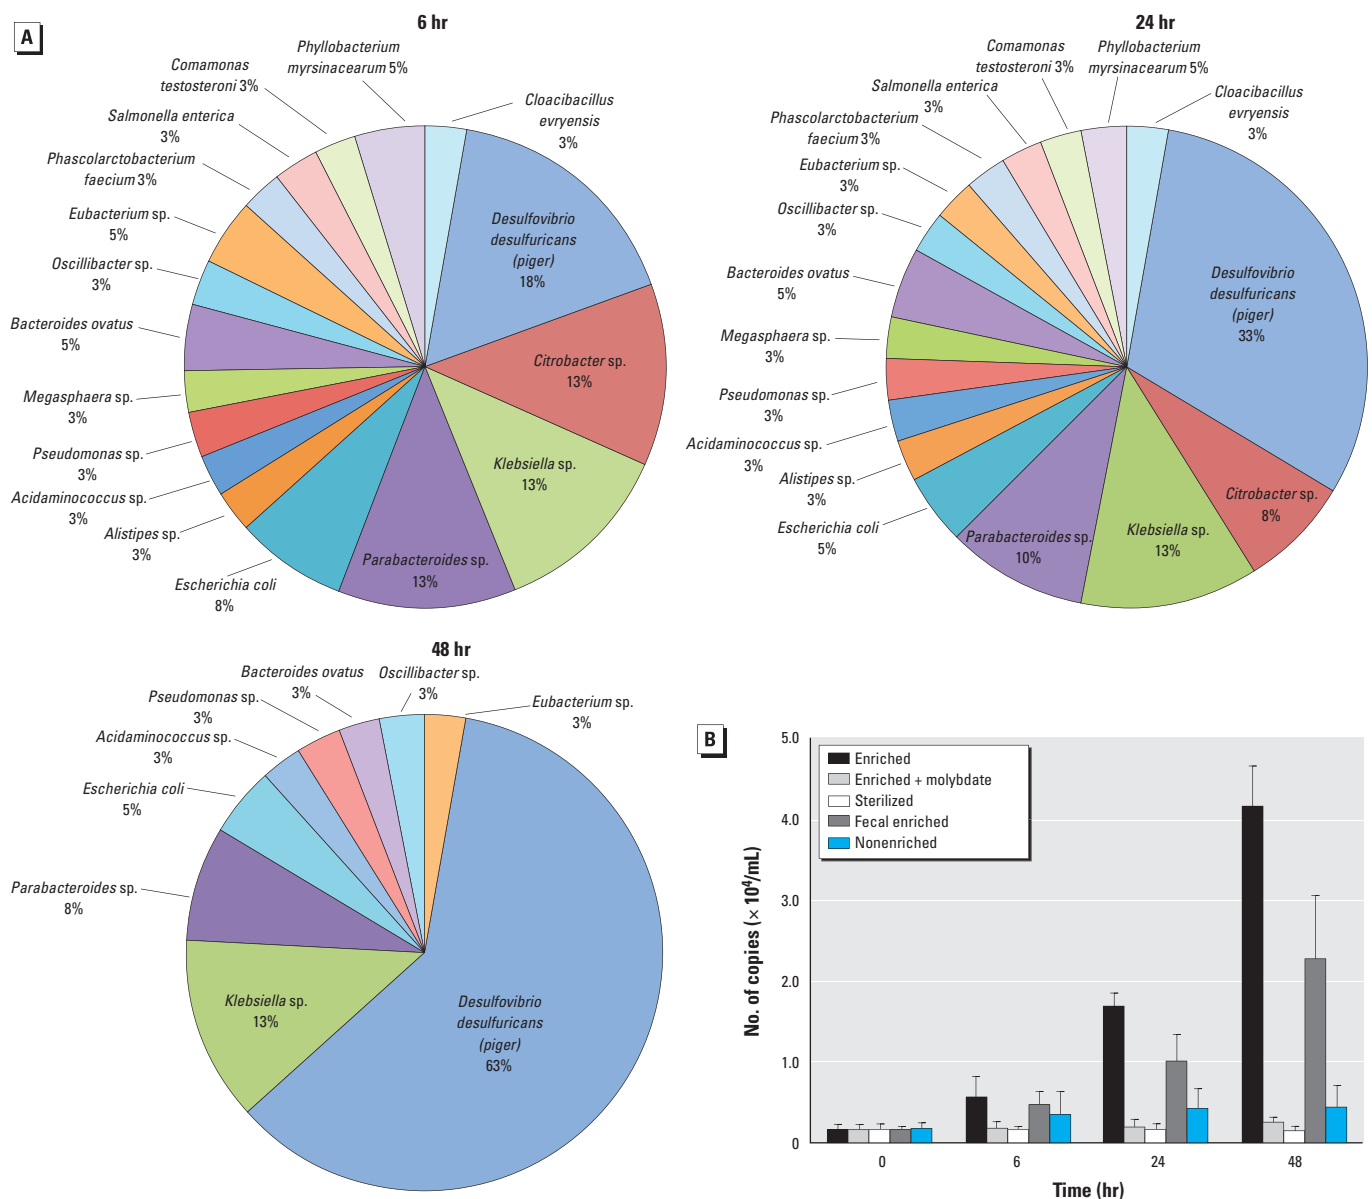 A
6 hr
Phyllobacterium
myrsinacearum 5%
Comamonas
testosteroni 3%
Salmonella enterica
3%
Phascolarctobacterium
faecium 3%
Eubacterium sp.
5%
Oscillibacter sp.
3%
Bacteroides ovatus
5%
Megasphaera sp.
3%
Pseudomonas sp.
3%
Acidaminococcus sp.
3%
Alistipes sp.
3%
Escherichia coli
8%
Parabacteroides sp.
13%
Klebsiella sp.
13%
Citrobacter sp.
13%
Desulfovibrio
desulfuricans
(piger)
18%
Cloacibacillus
evryensis
3%
24 hr
Comamonas
testosteroni 3%
Phyllobacterium
myrsinacearum 5%
Salmonella enterica
3%
Phascolarctobacterium
faecium 3%
Eubacterium sp.
3%
Oscillibacter sp.
3%
Bacteroides ovatus
5%
Megasphaera sp.
3%
Pseudomonas sp.
3%
Acidaminococcus sp.
3%
Alistipes sp.
3%
Escherichia coli
5%
Parabacteroides sp.
10%
Klebsiella sp.
13%
Citrobacter sp.
8%
Desulfovibrio
desulfuricans
(piger)
33%
Cloacibacillus
evryensis
3%
48 hr
Bacteroides ovatus
3%
Oscillibacter sp.
3%
Eubacterium sp.
3%
Pseudomonas sp.
3%
Acidaminococcus sp.
3%
Escherichia coli
5%
Parabacteroides sp.
8%
Klebsiella sp.
13%
Desulfovibrio
desulfuricans
(piger)
63%
B
No. of copies (× 10⁴/mL)
5.0
4.0
3.0
2.0
1.0
0
Enriched
Enriched + molybdate
Sterilized
Fecal enriched
Nonenriched
0 6 24 48
Time (hr)